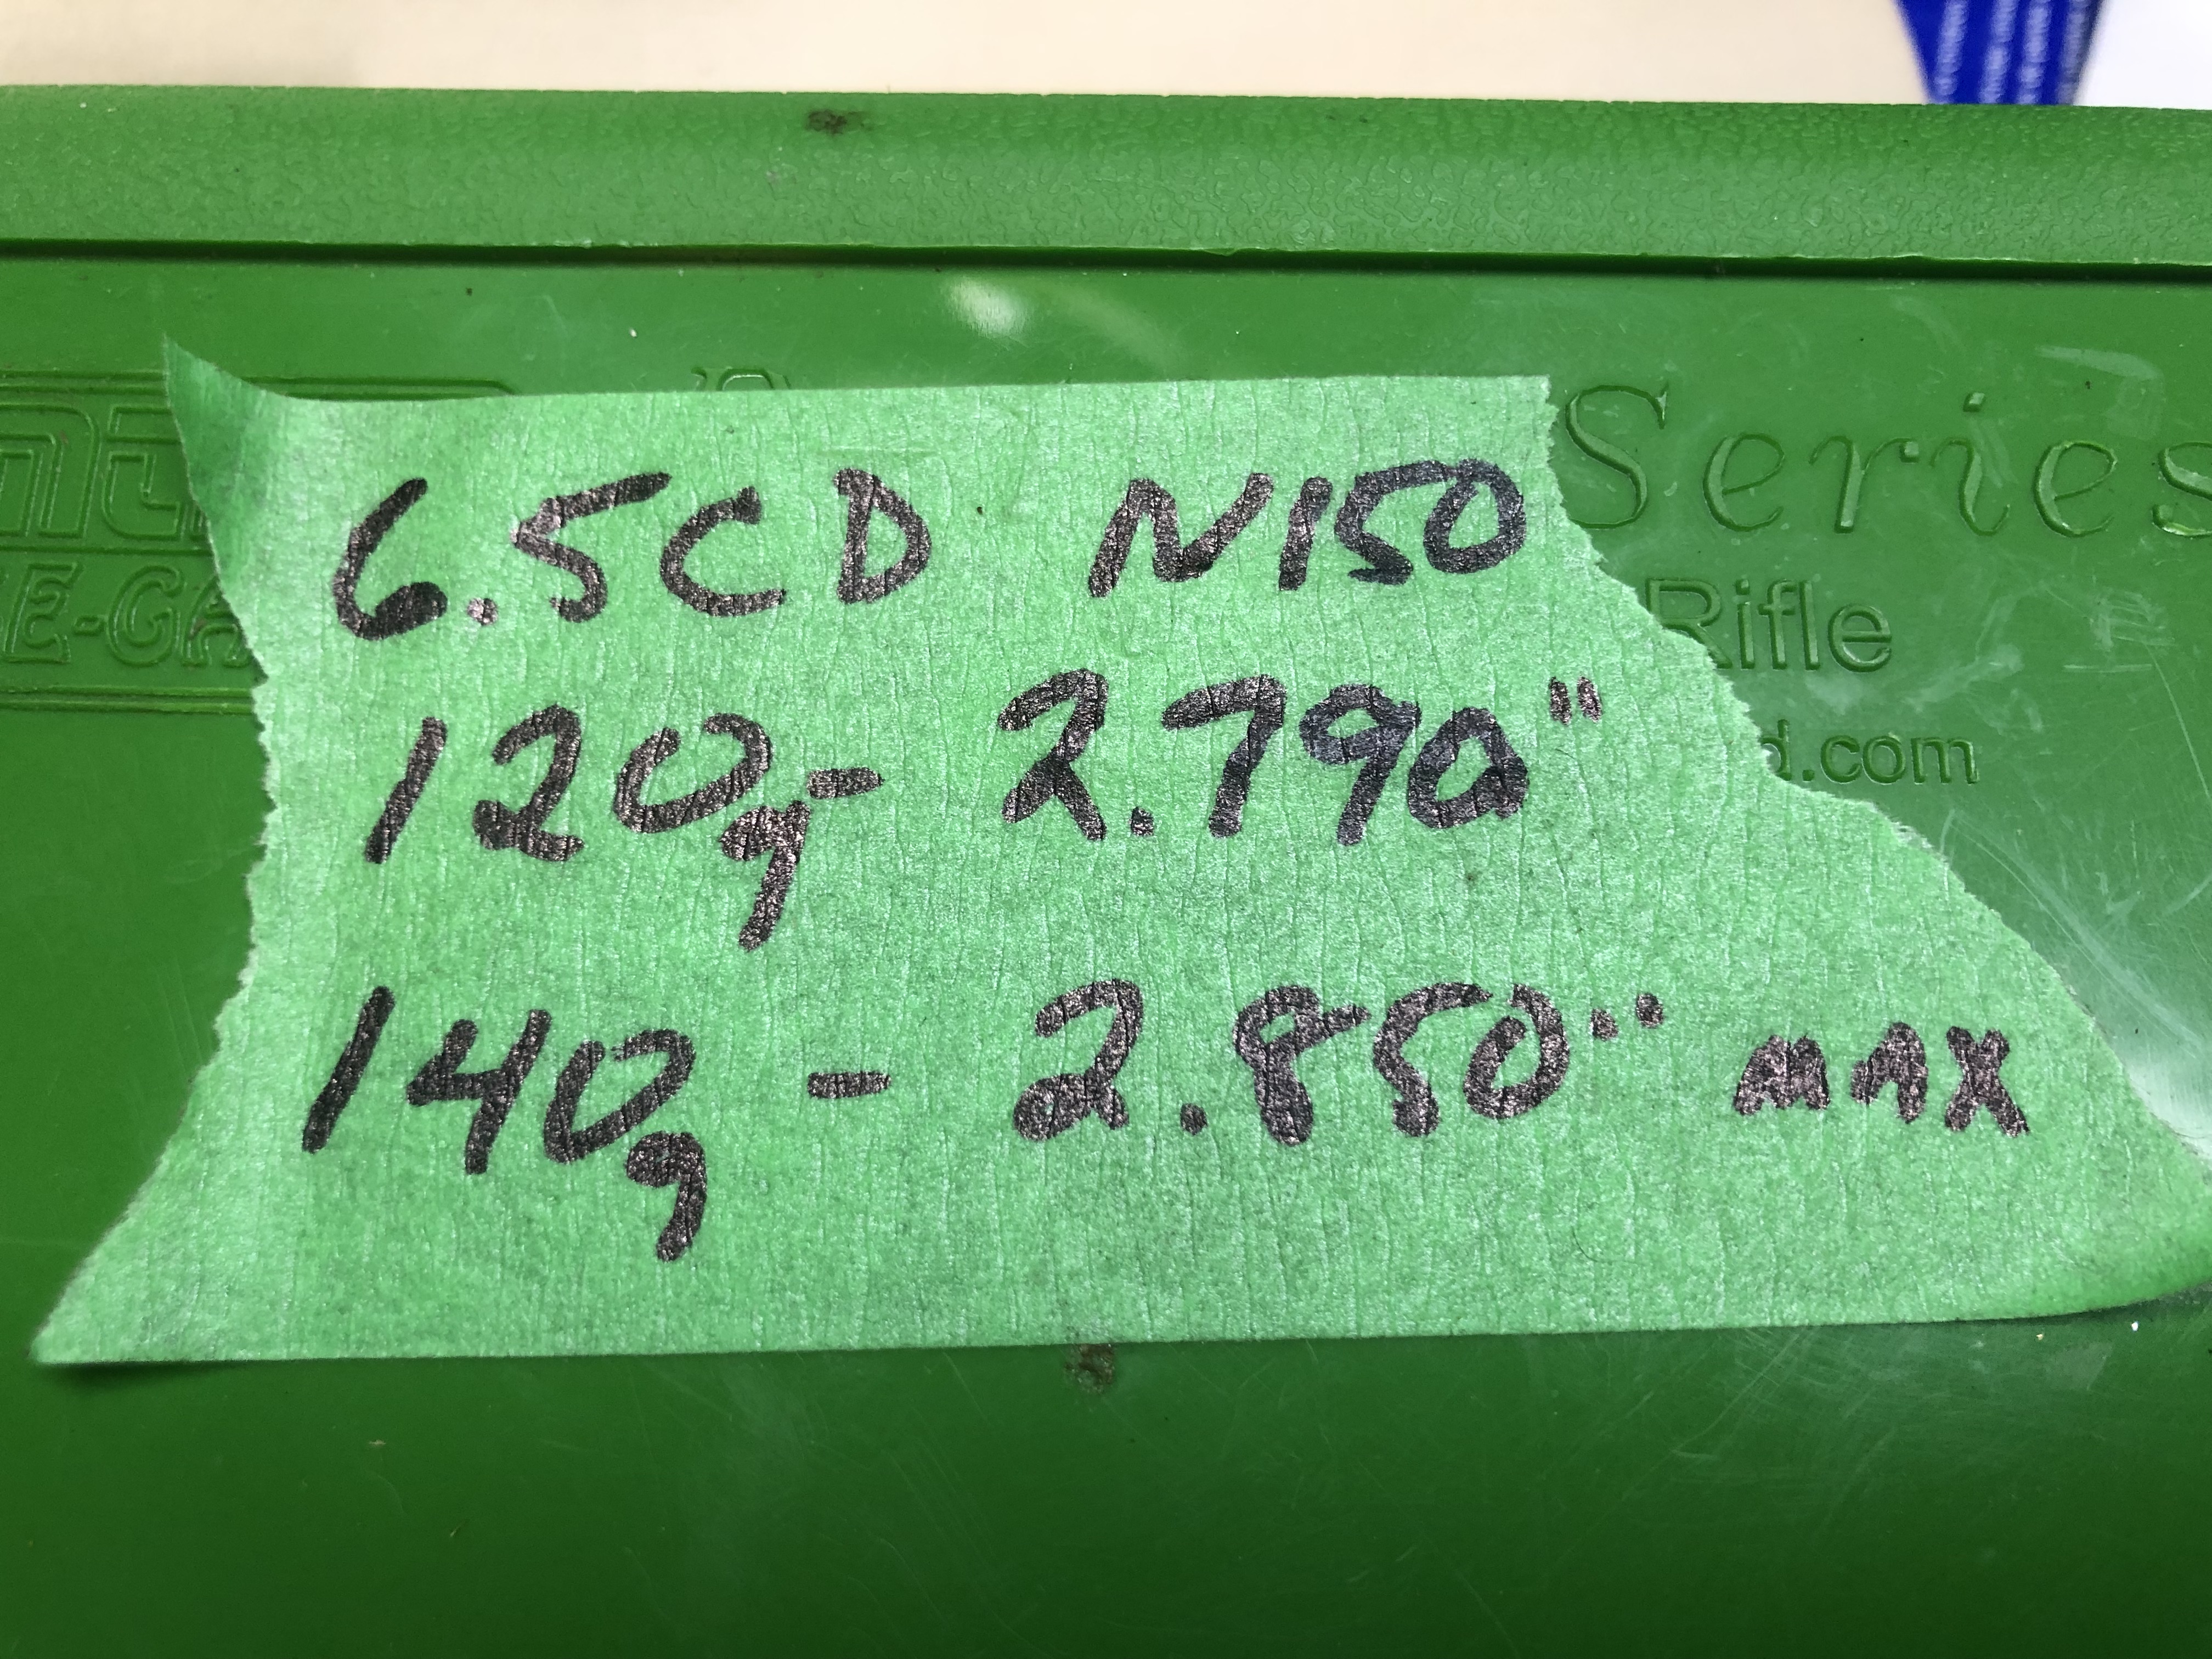 6.5CD N150
120g- 2.790"
140g - 2.850" max
Series
Rifle
d.com